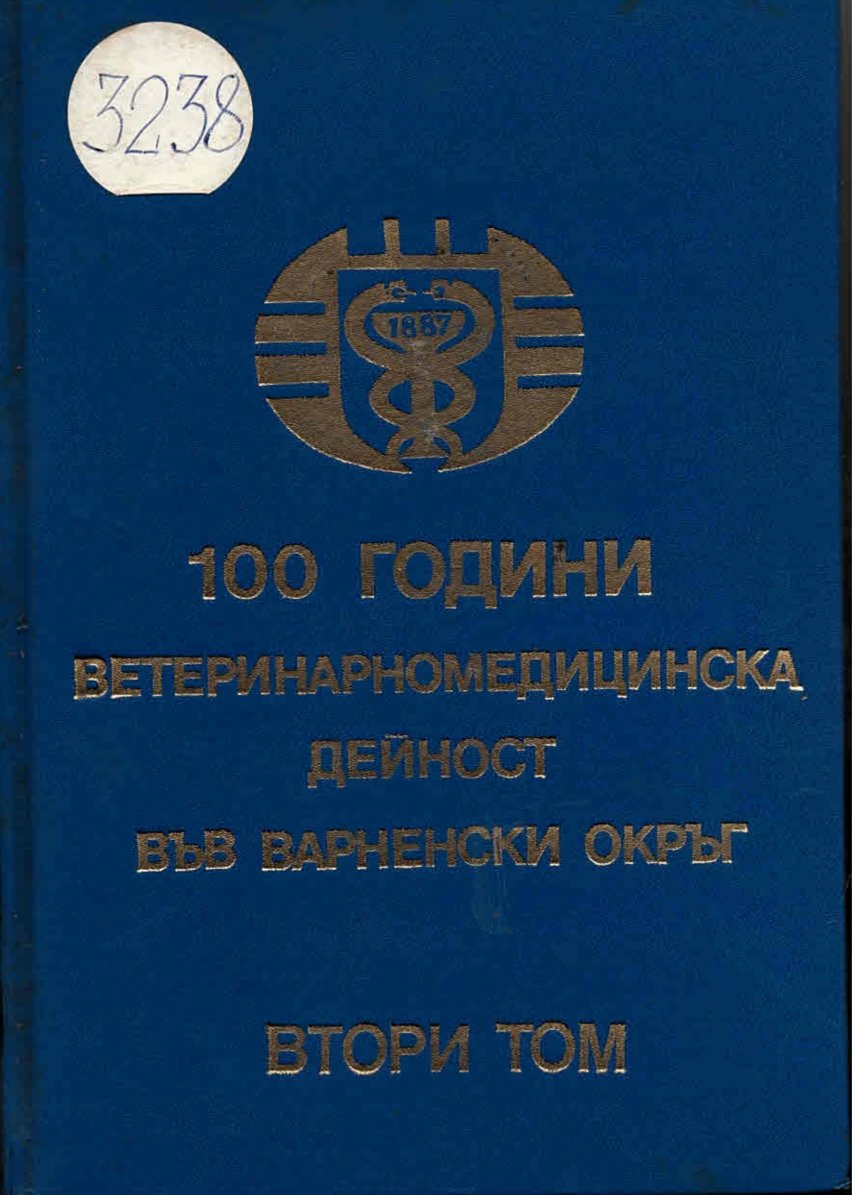 3238
1887
100 ГОДИНИ
ВЕТЕРИНАРНОМЕДИЦИНСКА
ДЕЙНОСТ
ВЪВ ВАРНЕНСКИ ОКРЪГ
ВТОРИ ТОМ